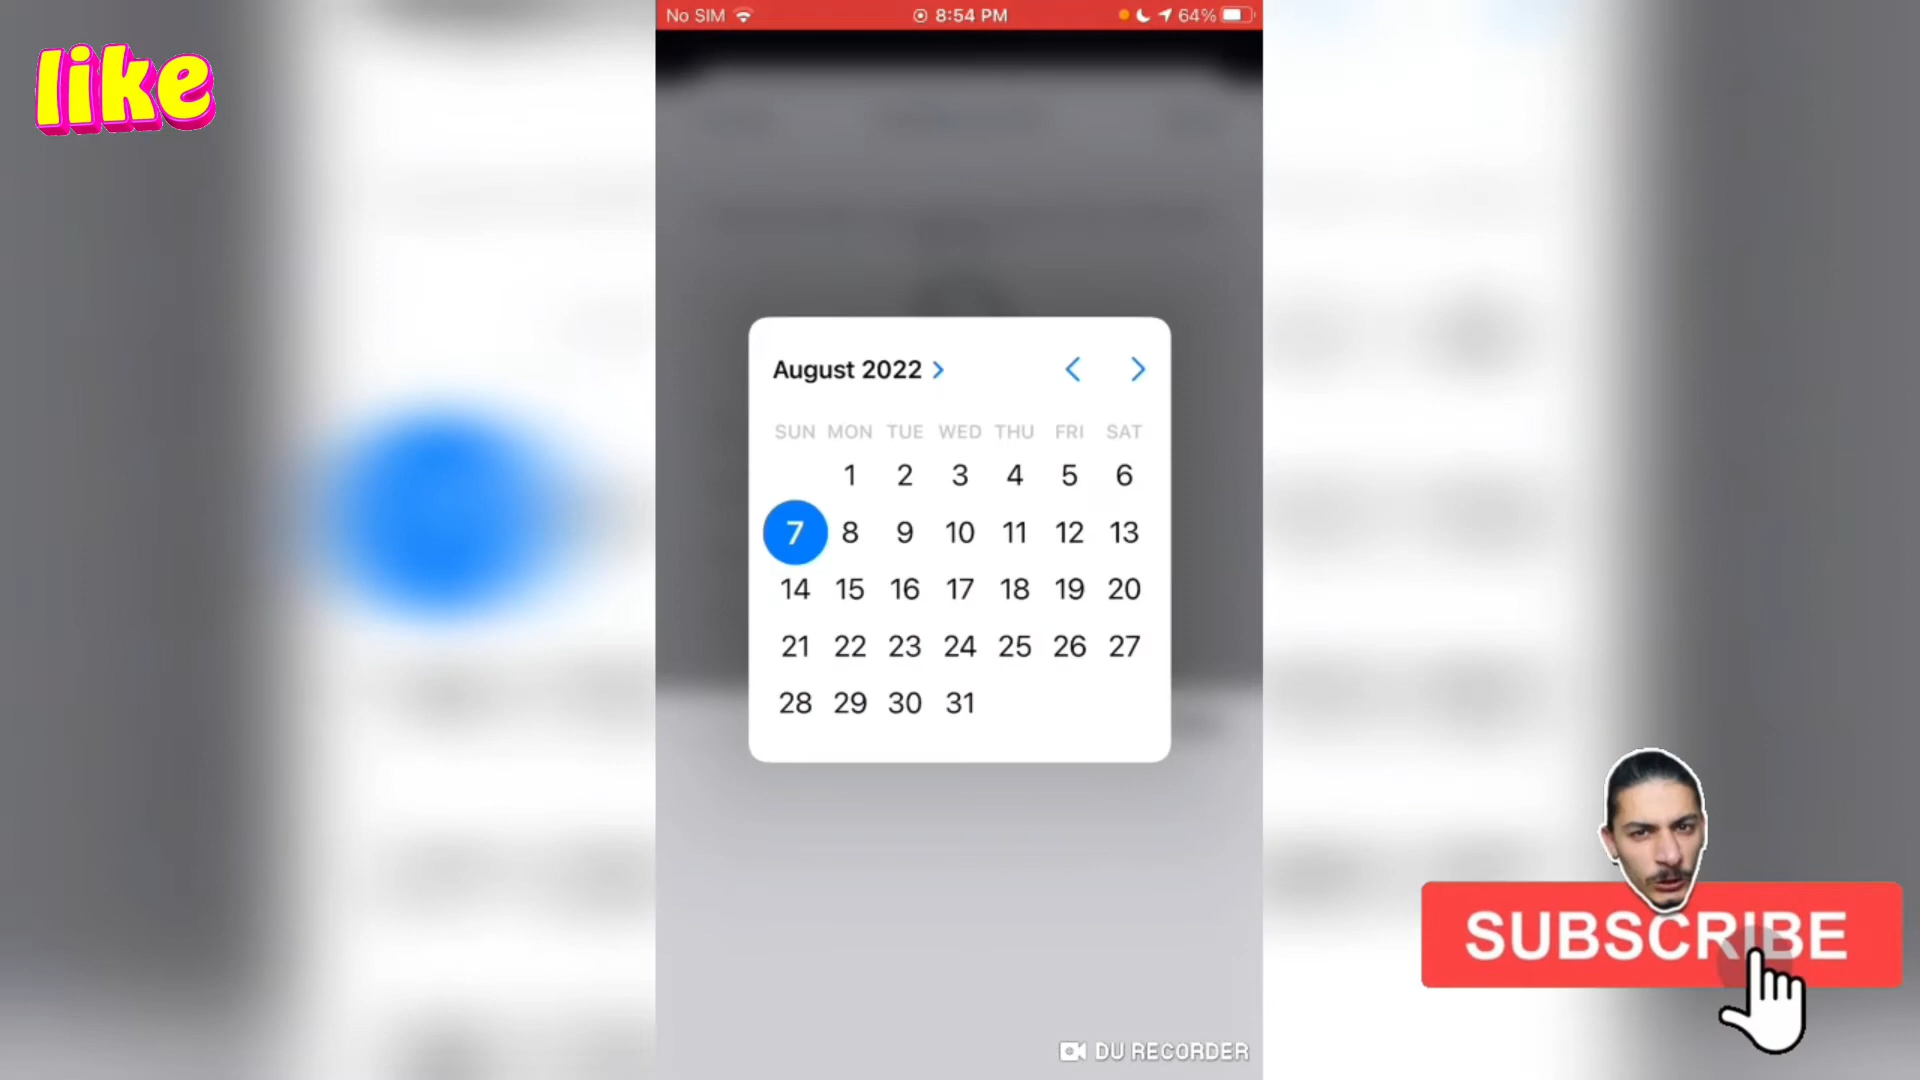 No SIM 8:54 PM 64%
like
August 2022
SUN MON TUE WED THU FRI SAT
1 2 3 4 5 6
7 8 9 10 11 12 13
14 15 16 17 18 19 20
21 22 23 24 25 26 27
28 29 30 31
SUBSCRIBE
DU RECORDER